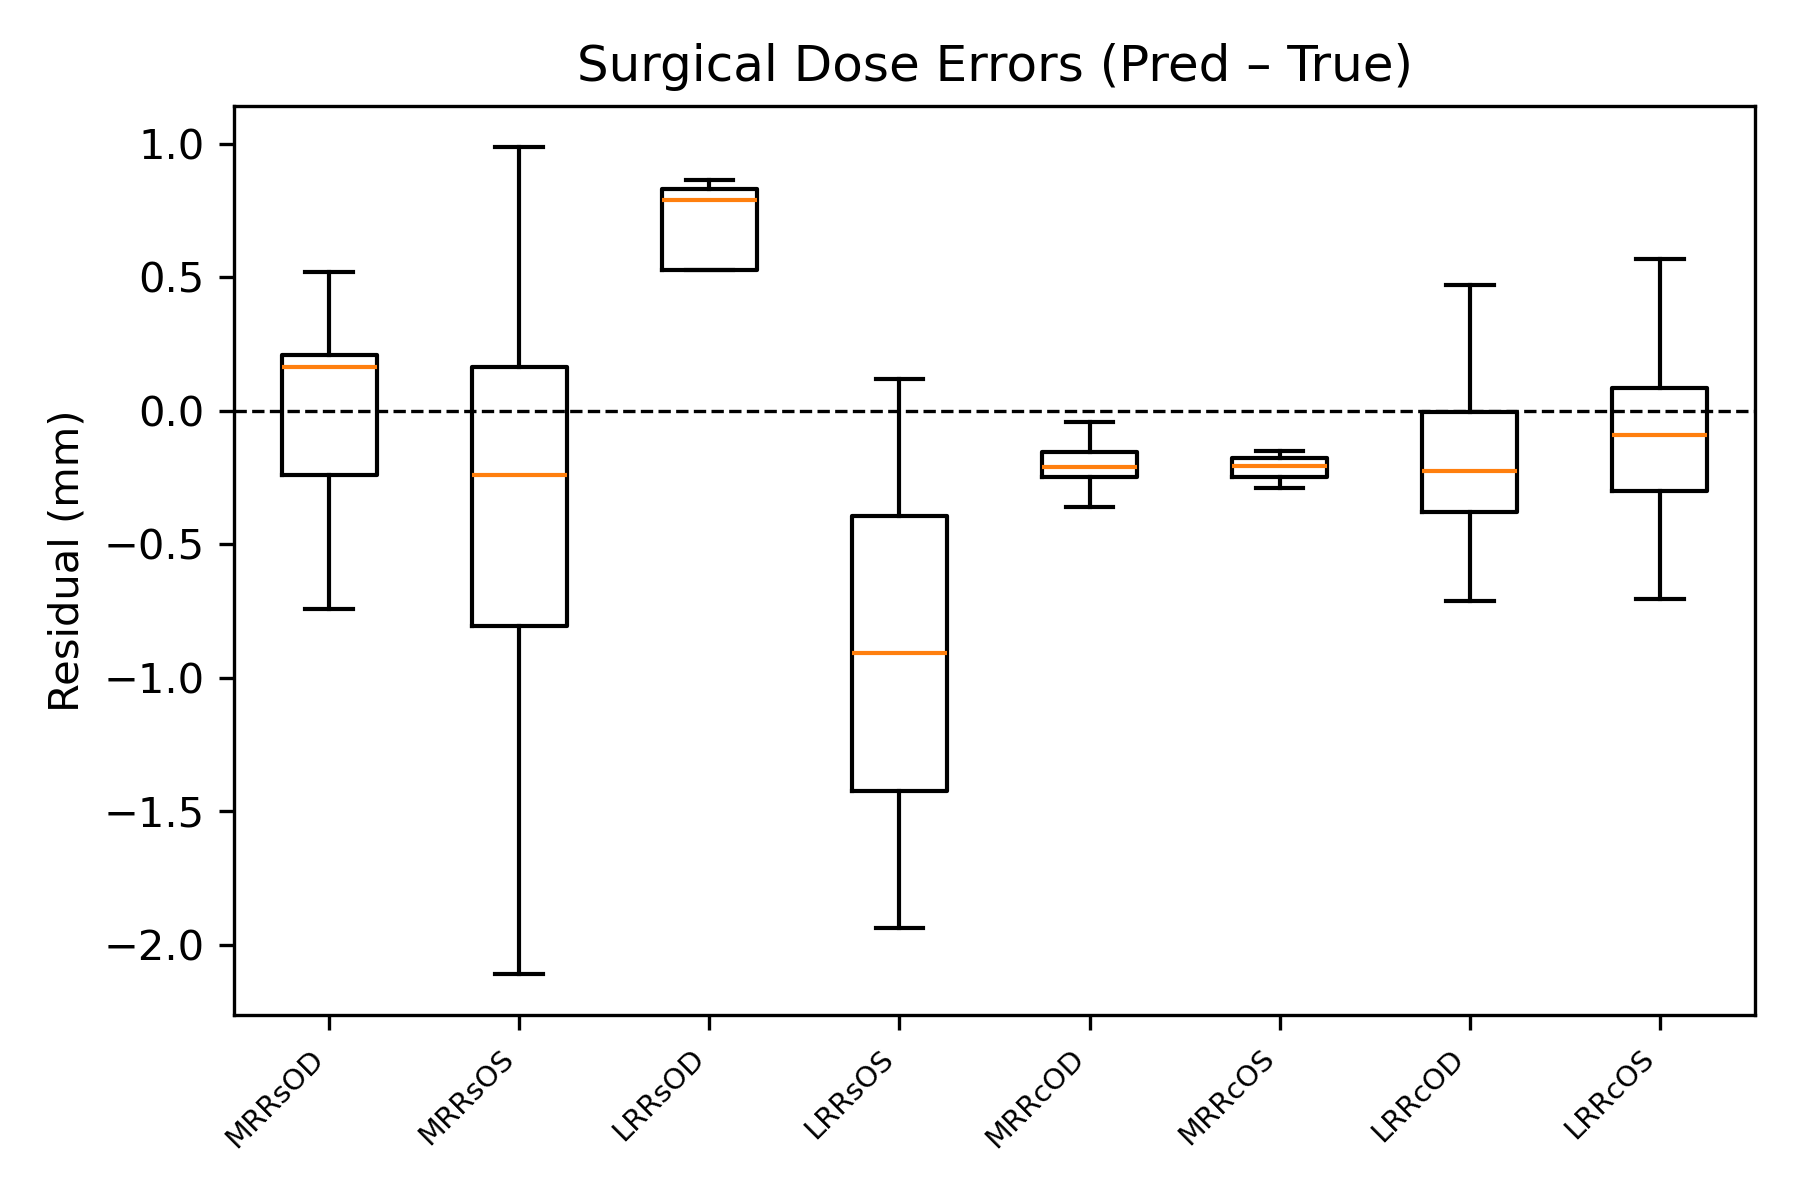 Surgical Dose Errors (Pred – True)
Residual (mm)
1.0
0.5
0.0
−0.5
−1.0
−1.5
−2.0
MRRsOD
MRRsOS
LRRsOD
LRRsOS
MRRcOD
MRRcOS
LRRcOD
LRRcOS